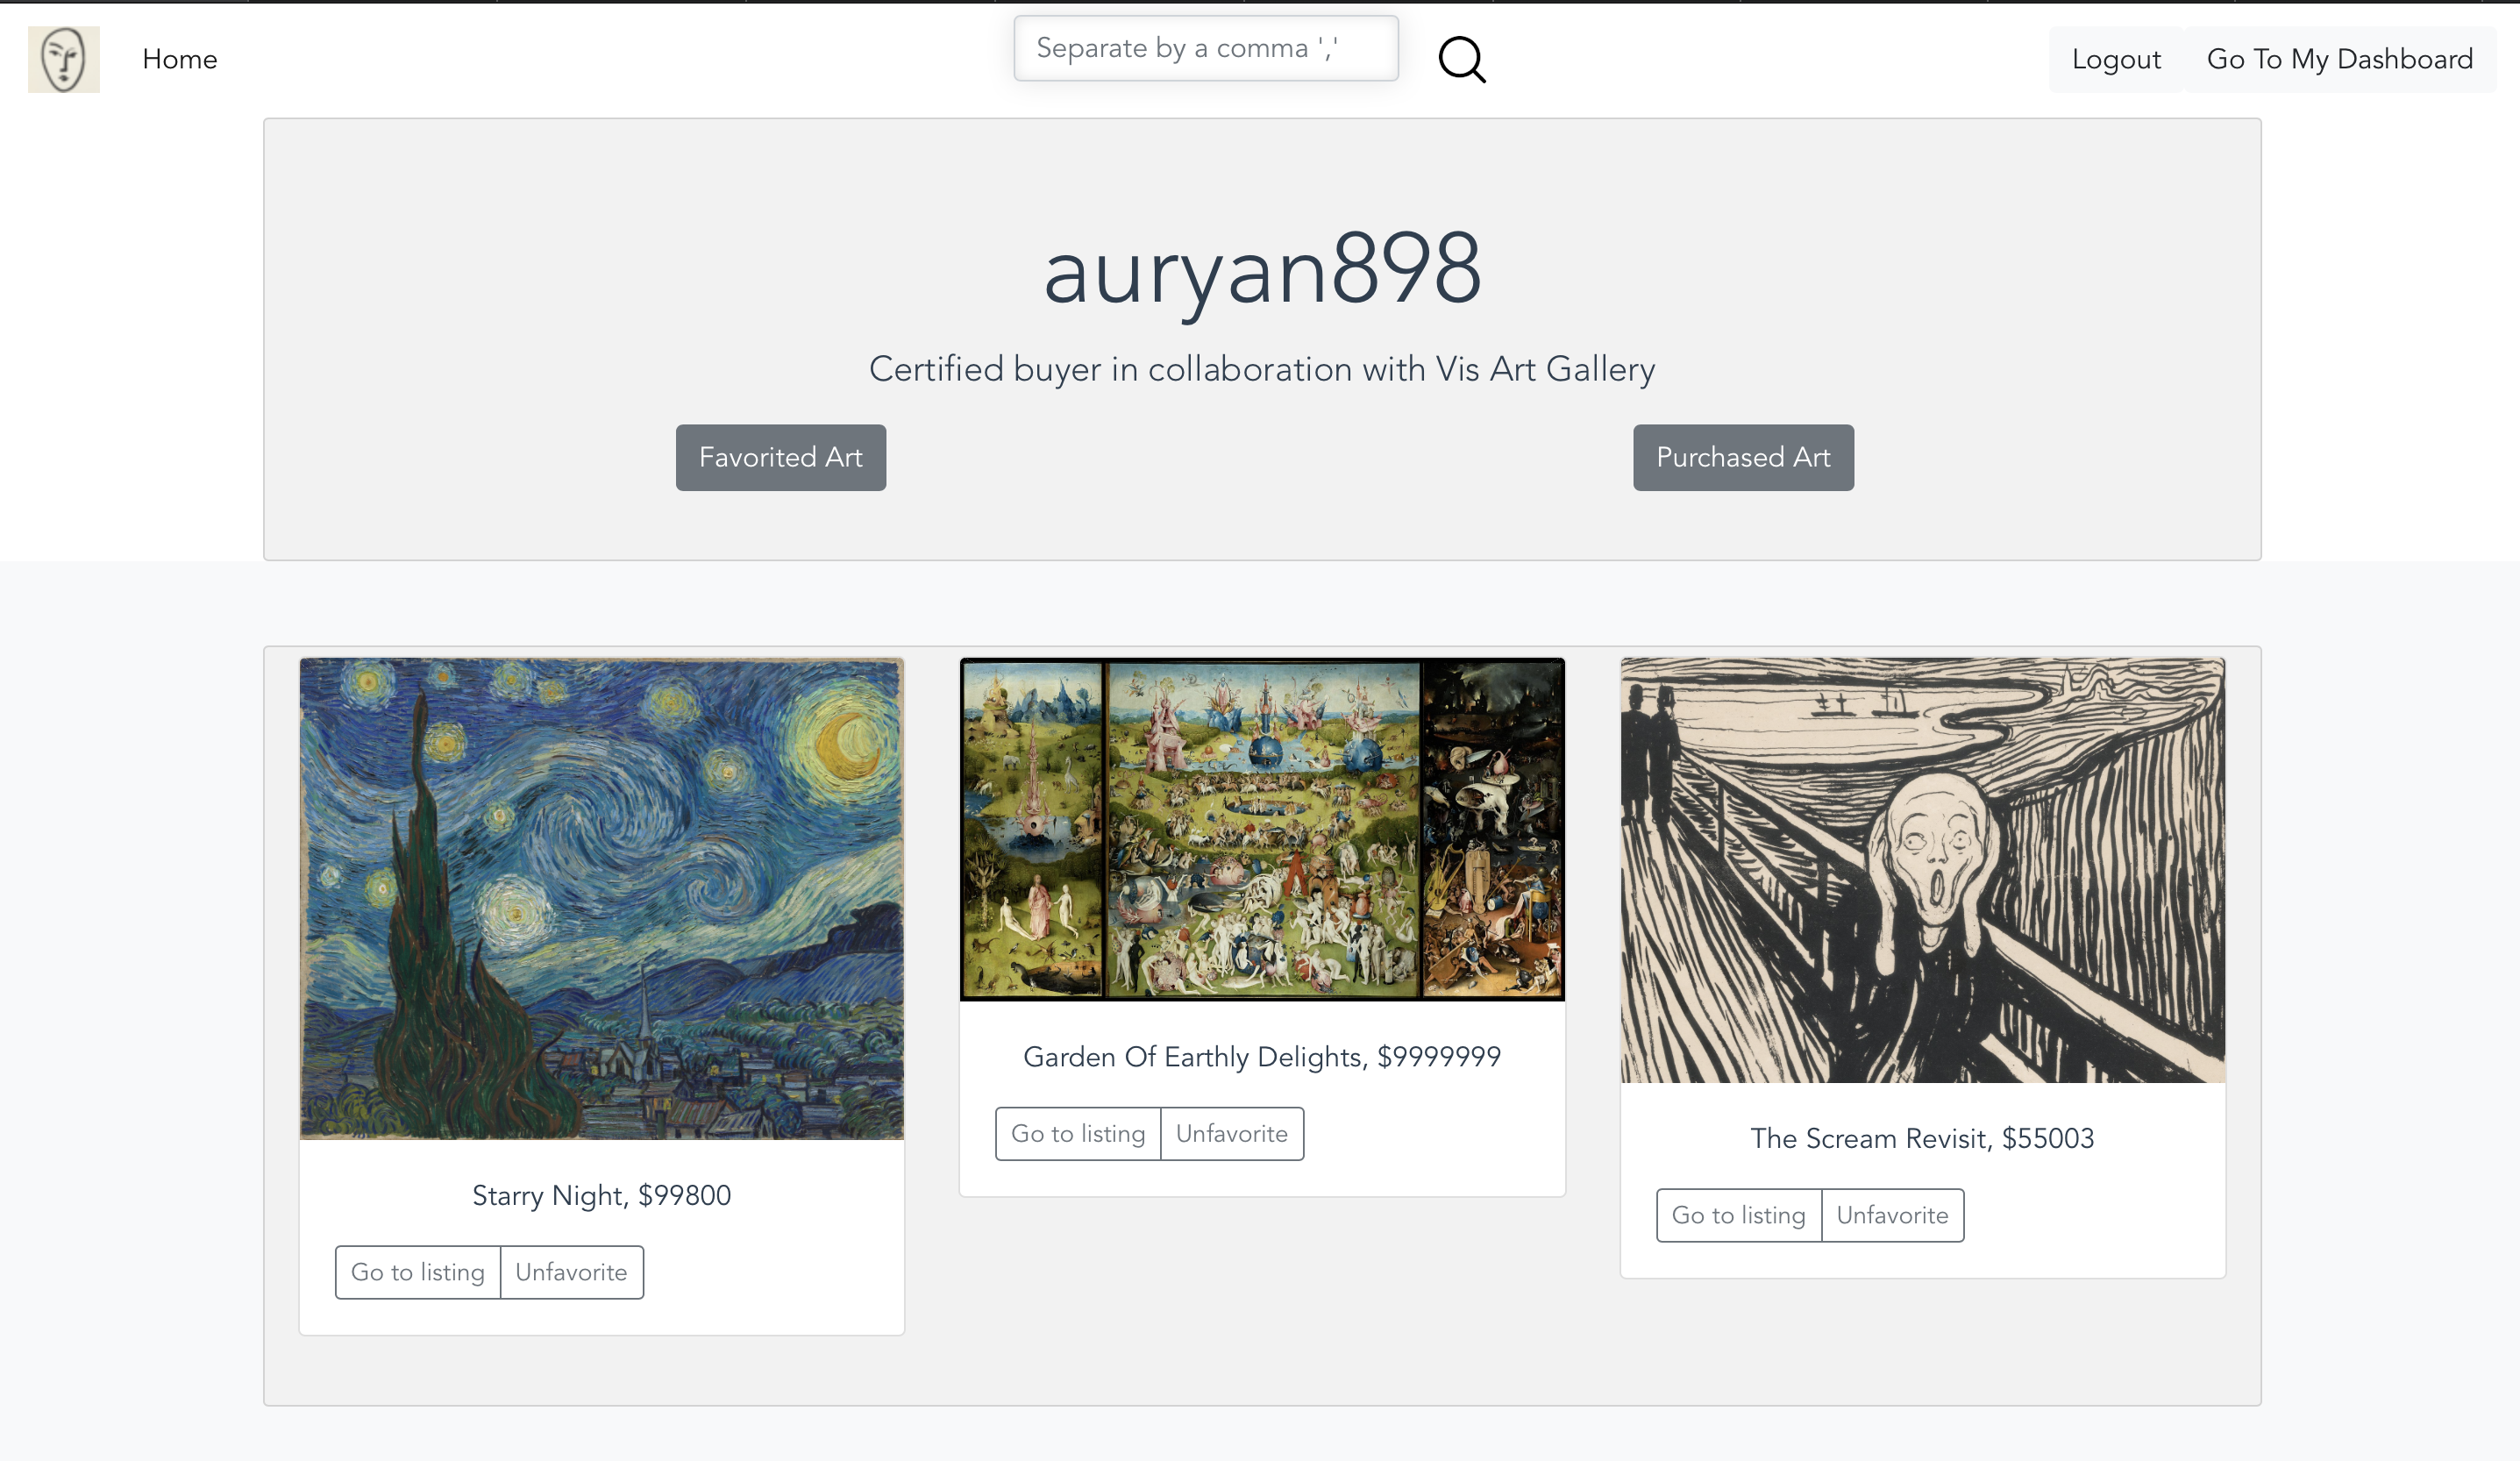 Home
Separate by a comma ','
Logout
Go To My Dashboard
auryan898
Certified buyer in collaboration with Vis Art Gallery
Favorited Art
Purchased Art
Starry Night, $99800
Go to listing
Unfavorite
Garden Of Earthly Delights, $9999999
Go to listing
Unfavorite
The Scream Revisit, $55003
Go to listing
Unfavorite